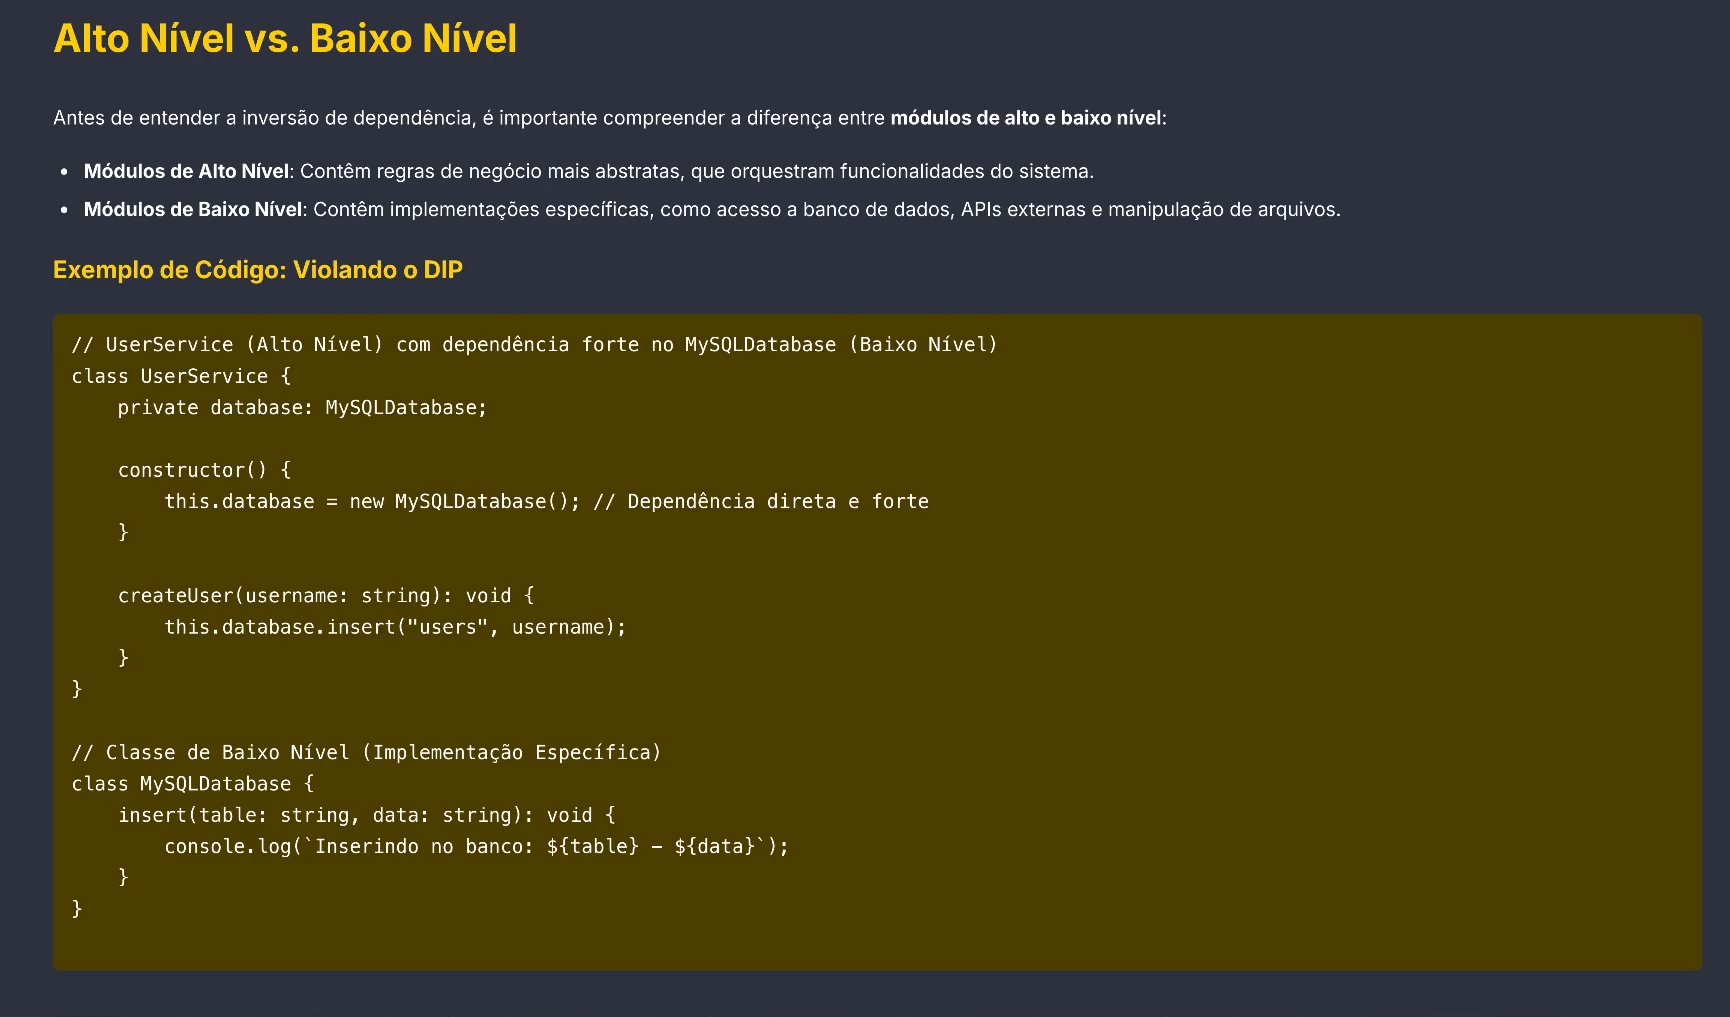 Alto Nível vs. Baixo Nível
Antes de entender a inversão de dependência, é importante compreender a diferença entre módulos de alto e baixo nível:
• Módulos de Alto Nível: Contêm regras de negócio mais abstratas, que orquestram funcionalidades do sistema.
• Módulos de Baixo Nível: Contêm implementações específicas, como acesso a banco de dados, APIs externas e manipulação de arquivos.
Exemplo de Código: Violando o DIP
// UserService (Alto Nível) com dependência forte no MySQLDatabase (Baixo Nível)
class UserService {
    private database: MySQLDatabase;

    constructor() {
        this.database = new MySQLDatabase(); // Dependência direta e forte
    }

    createUser(username: string): void {
        this.database.insert("users", username);
    }
}

// Classe de Baixo Nível (Implementação Específica)
class MySQLDatabase {
    insert(table: string, data: string): void {
        console.log(`Inserindo no banco: ${table} – ${data}`);
    }
}